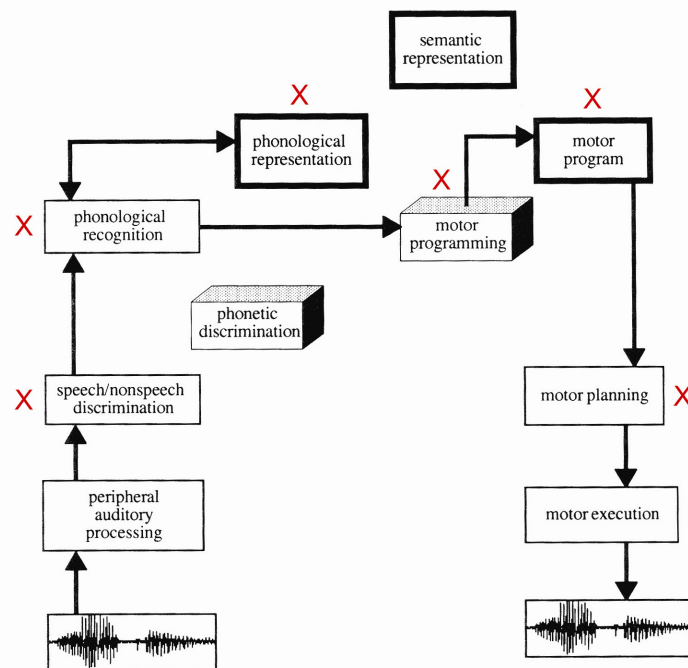 semantic
representation
X
X
phonological
representation
motor
program
X
X
phonological
recognition
motor
programming
phonetic
discrimination
X
speech/nonspeech
discrimination
motor planning
X
peripheral
auditory
processing
motor execution